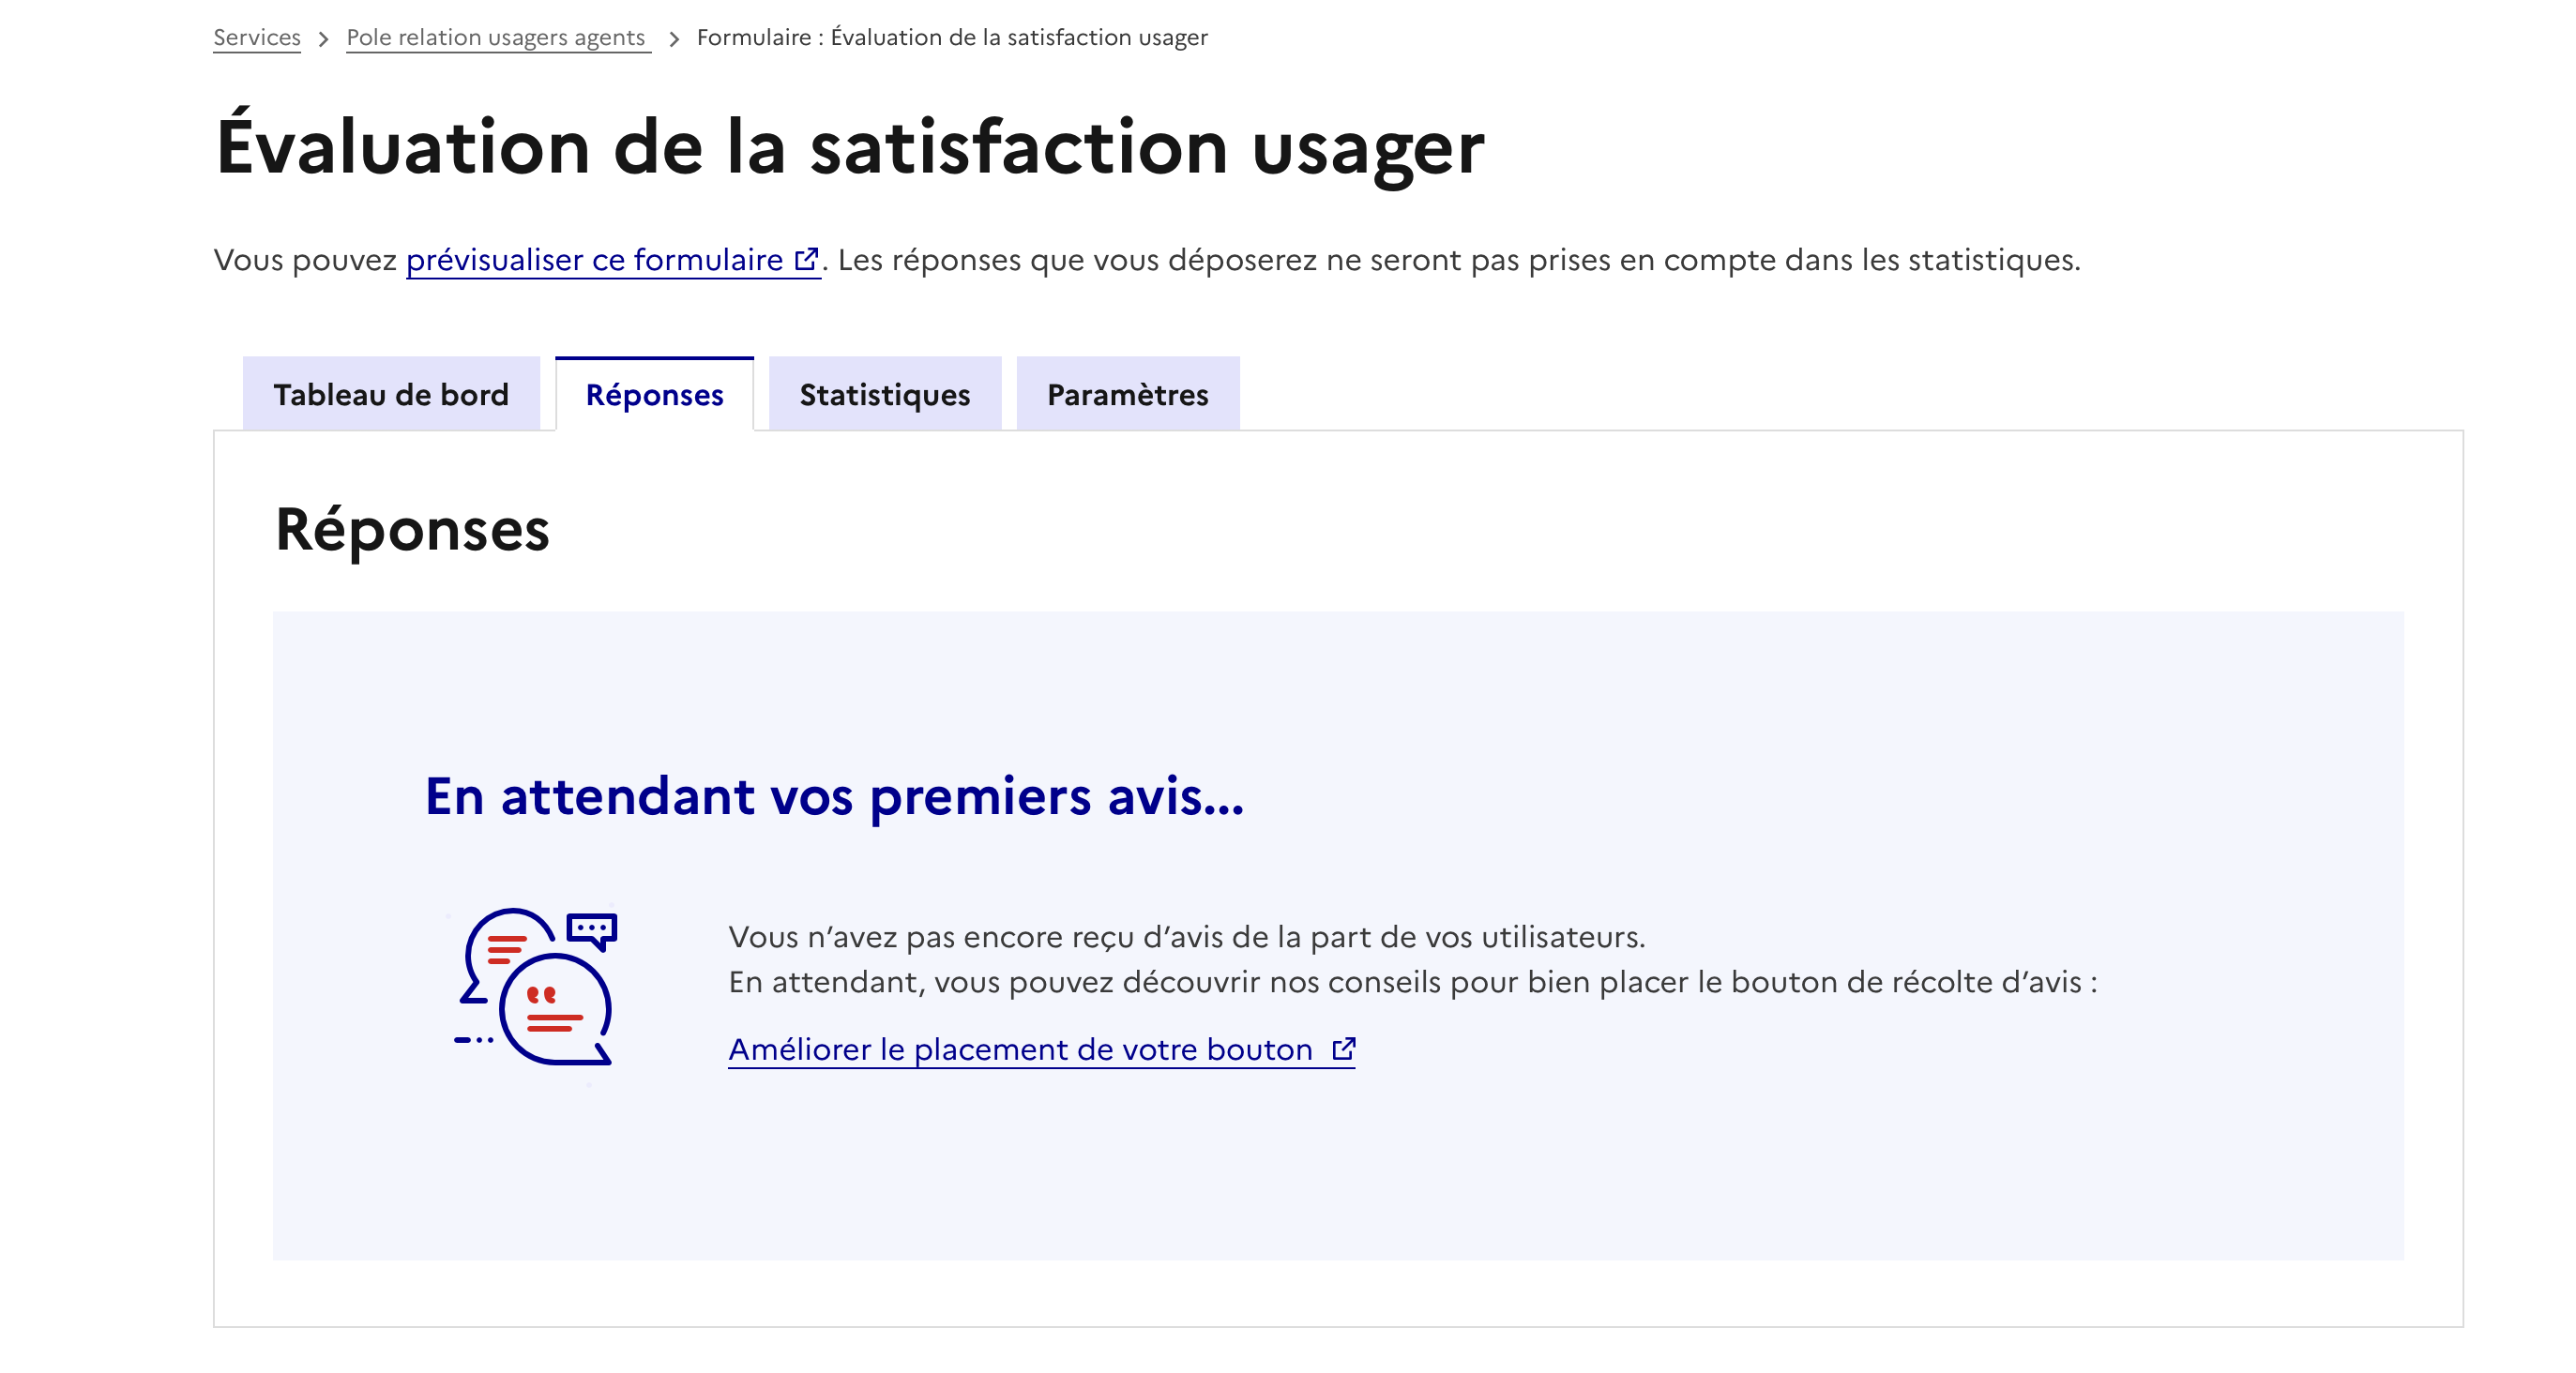 Services > Pole relation usagers agents > Formulaire : Évaluation de la satisfaction usager
Évaluation de la satisfaction usager
Vous pouvez prévisualiser ce formulaire. Les réponses que vous déposerez ne seront pas prises en compte dans les statistiques.
Tableau de bord Réponses Statistiques Paramètres
Réponses
En attendant vos premiers avis...
Vous n’avez pas encore reçu d’avis de la part de vos utilisateurs.
En attendant, vous pouvez découvrir nos conseils pour bien placer le bouton de récolte d’avis :
Améliorer le placement de votre bouton